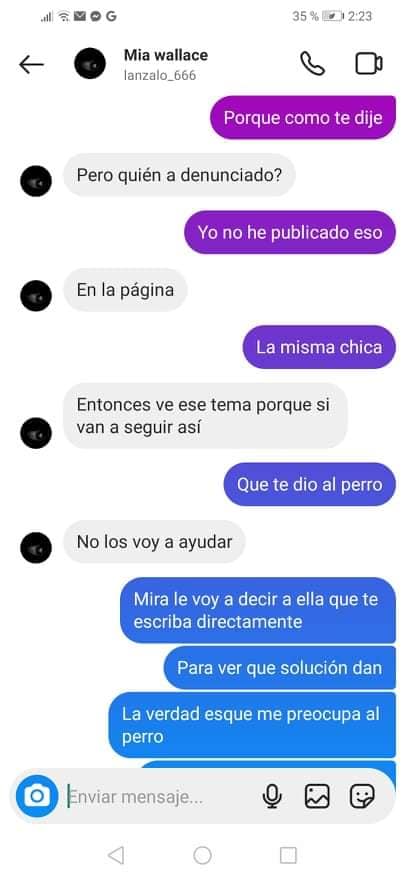 35 % 2:23
Mia wallace
lanzalo_666
Porque como te dije
Pero quién a denunciado?
Yo no he publicado eso
En la página
La misma chica
Entonces ve ese tema porque si
van a seguir así
Que te dio al perro
No los voy a ayudar
Mira le voy a decir a ella que te
escriba directamente
Para ver que solución dan
La verdad esque me preocupa al
perro
Enviar mensaje...